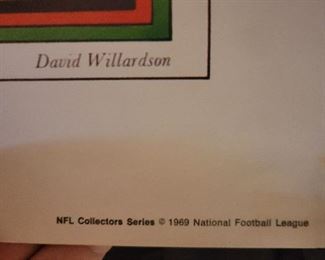 David Willardson
NFL Collectors Series © 1969 National Football League